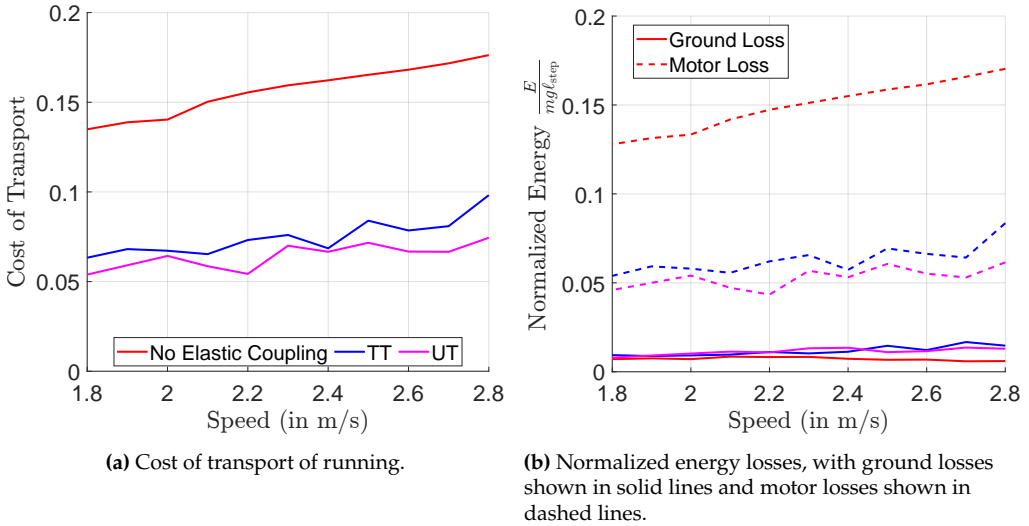 0.2
0.15
0.1
0.05
0
Cost of Transport
No Elastic Coupling TT UT
1.8 2 2.2 2.4 2.6 2.8
Speed (in m/s)
(a) Cost of transport of running.
0.2
0.15
0.1
0.05
0
Normalized Energy E/mgℓstep
Ground Loss
Motor Loss
1.8 2 2.2 2.4 2.6 2.8
Speed (in m/s)
(b) Normalized energy losses, with ground losses
shown in solid lines and motor losses shown in
dashed lines.